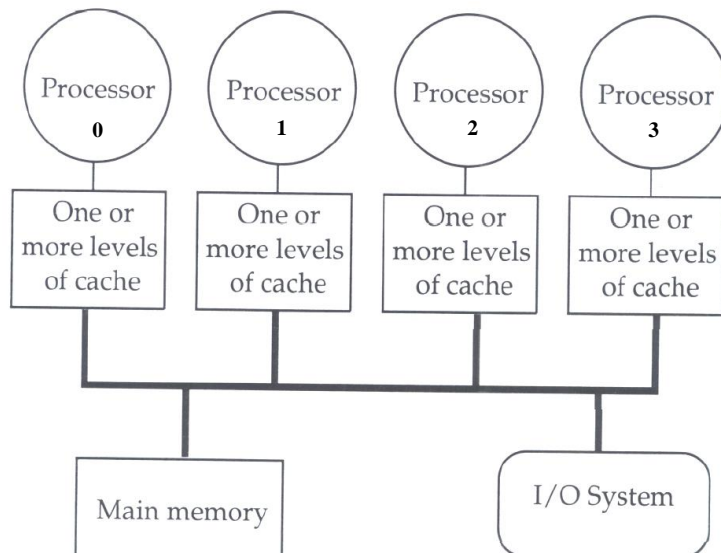 Processor
0
Processor
1
Processor
2
Processor
3
One or
more levels
of cache
One or
more levels
of cache
One or
more levels
of cache
One or
more levels
of cache
Main memory
I/O System